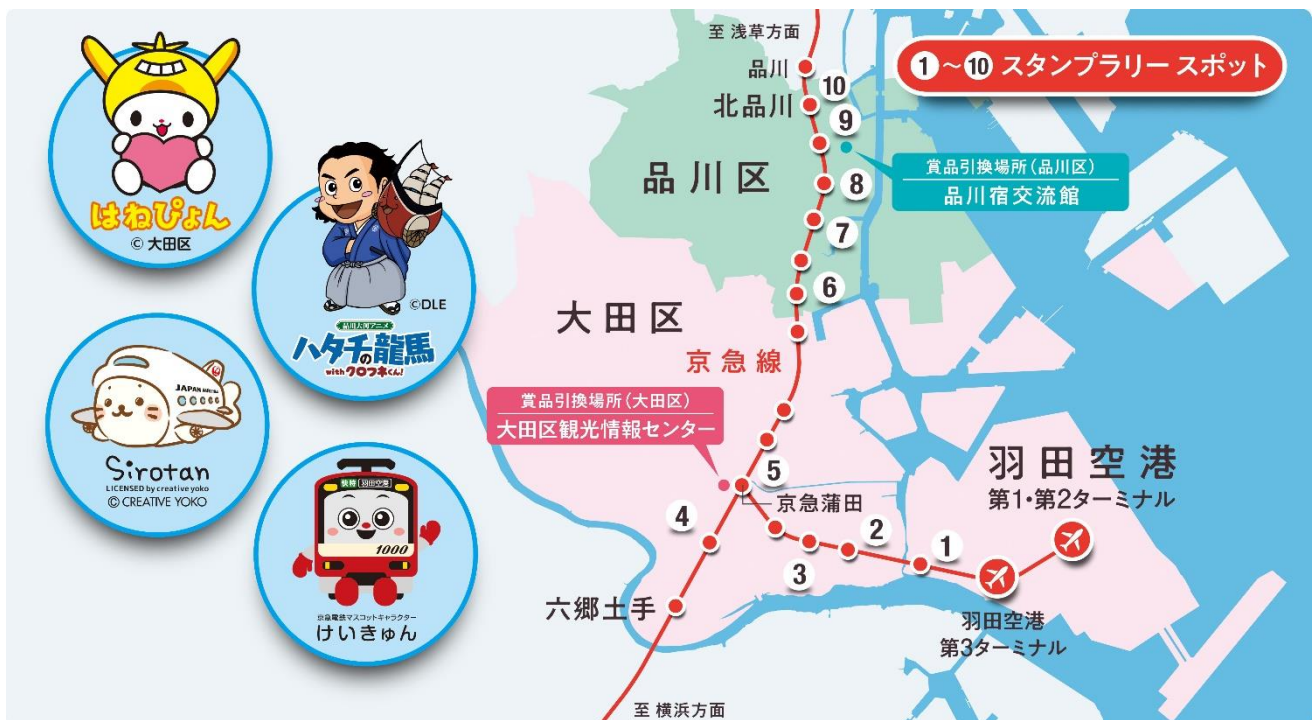 はねぴょん
© 大田区
©DLE
品川大河アニメ
ハタチの龍馬
with クロフネくん!
JAPAN AIRLINES
Sirotan
LICENSED by creative yoko
© CREATIVE YOKO
快特 羽田空港
1000
京急電鉄マスコットキャラクター
けいきゅん
至 浅草方面
①〜⑩ スタンプラリー スポット
品川
10
北品川
9
品川区
賞品引換場所(品川区)
品川宿交流館
8
7
6
大田区
京急線
賞品引換場所(大田区)
大田区観光情報センター
5
京急蒲田
羽田空港
第1・第2ターミナル
4
2
1
3
六郷土手
羽田空港
第3ターミナル
至 横浜方面